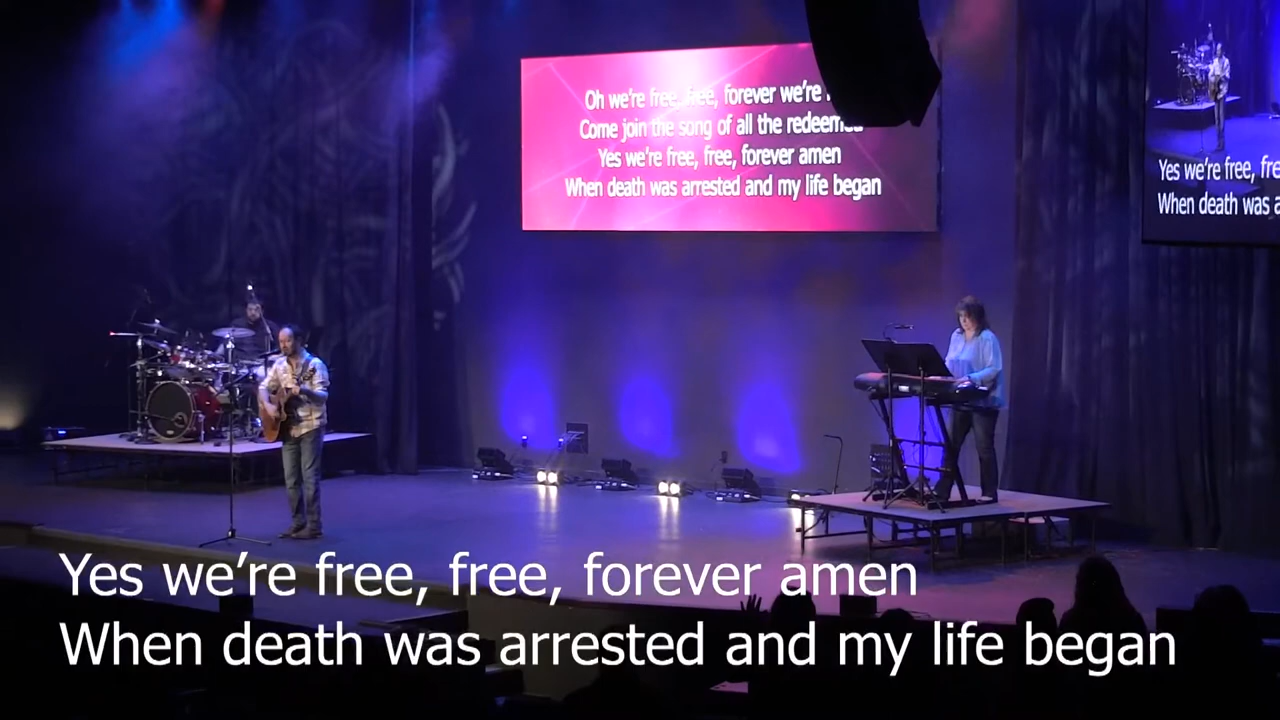 Oh we're free, free, forever we're
Come join the song of all the redeemed
Yes we're free, free, forever amen
When death was arrested and my life began
Yes we're free, fre
When death was a
Yes we’re free, free, forever amen
When death was arrested and my life began